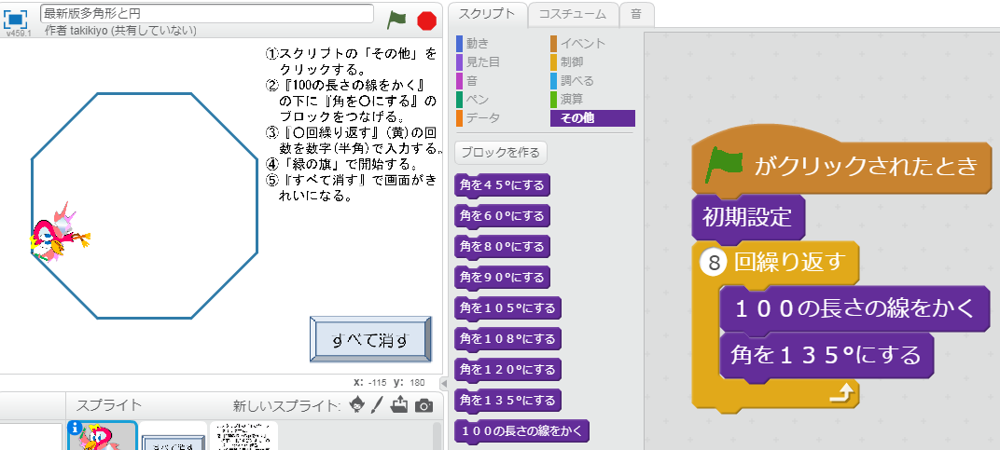 最新版多角形と円
v459.1
作者 takikiyo (共有していない)
①スクリプトの「その他」を
クリックする。
②『100の長さの線をかく』
の下に『角を〇にする』の
ブロックをつなげる。
③『〇回繰り返す』(黄)の回
数を数字(半角)で入力する。
④「緑の旗」で開始する。
⑤『すべて消す』で画面がき
れいになる。
すべて消す
x: -115 y: 180
スプライト
新しいスプライト:
すべて消す
スクリプト
コスチューム
音
動き
イベント
見た目
制御
音
調べる
ペン
演算
データ
その他
ブロックを作る
角を４５°にする
角を６０°にする
角を８０°にする
角を９０°にする
角を１０５°にする
角を１０８°にする
角を１２０°にする
角を１３５°にする
１００の長さの線をかく
がクリックされたとき
初期設定
8 回繰り返す
１００の長さの線をかく
角を１３５°にする